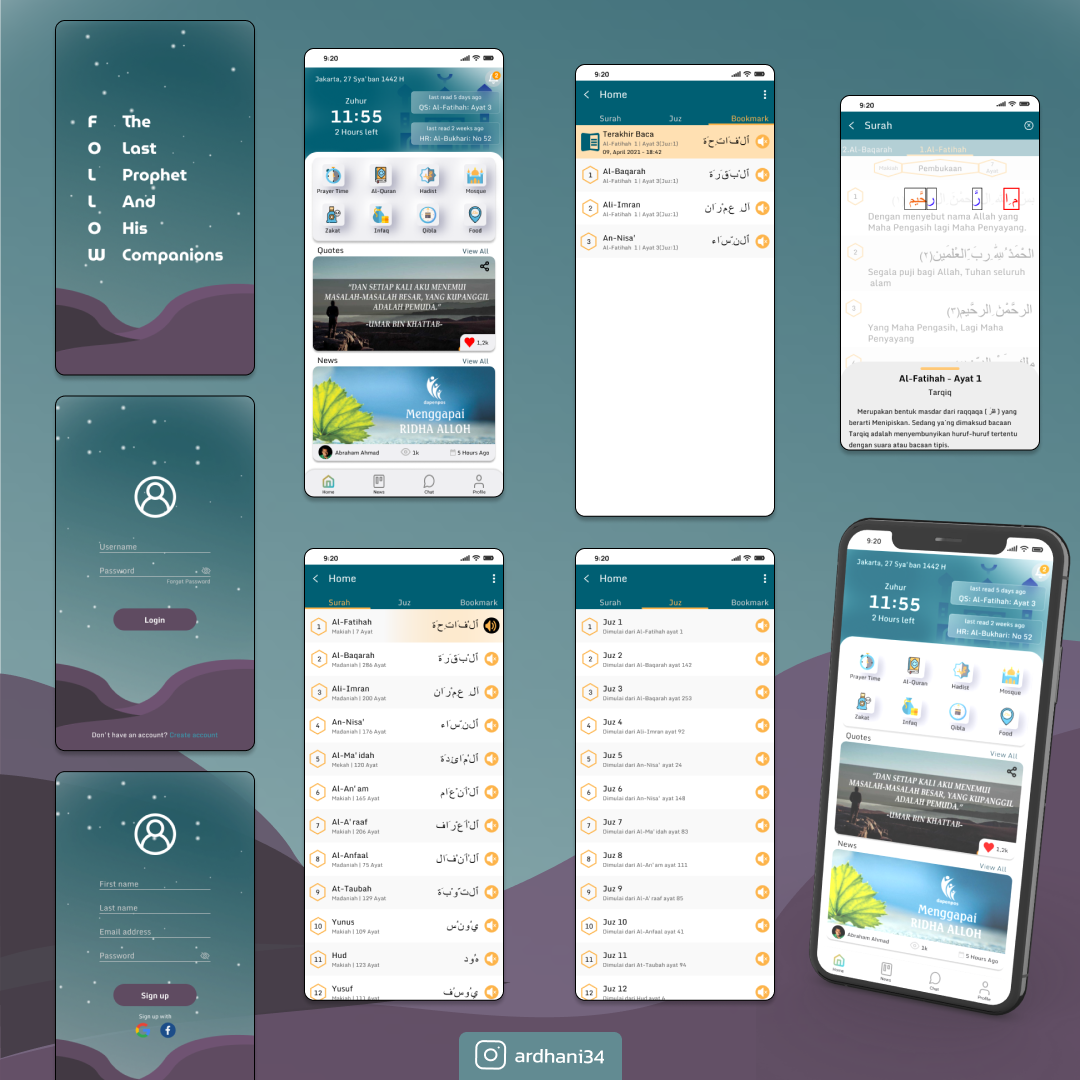 F The
O Last
L Prophet
L And
O His
W Companions
Username
Password
Forget Password
Login
Don't have an account? Create account
First name
Last name
Email address
Password
Sign up
Sign up with
9:20
Jakarta, 27 Sya'ban 1442 H
2
Zuhur
11:55
2 Hours left
last read 5 days ago
QS: Al-Fatihah: Ayat 3
last read 2 weeks ago
HR: Al-Bukhari: No 52
Prayer Time Al-Quran Hadist Mosque
Zakat Infaq Qibla Food
Quotes View All
"DAN SETIAP KALI AKU MENEMUI
MASALAH-MASALAH BESAR, YANG KUPANGGIL
ADALAH PEMUDA."
-UMAR BIN KHATTAB-
1,2k
News View All
Menggapai
RIDHA ALLOH
Abraham Ahmad 1k 5 Hours Ago
Home News Chat Profile
9:20
Home
Surah Juz Bookmark
1 Al-Fatihah اَلْفَاتِحَة
Makiah | 7 Ayat
2 Al-Baqarah اَلْبَقَرَة
Madaniah | 286 Ayat
3 Ali-Imran اٰل عِمْرَان
Madaniah | 200 Ayat
4 An-Nisa' اَلنِّسَاء
Madaniah | 176 Ayat
5 Al-Ma'idah اَلْمَائِدَة
Mekah | 120 Ayat
6 Al-An'am اَلْأَنْعَام
Makiah | 165 Ayat
7 Al-A'raaf اَلْأَعْرَاف
Makiah | 206 Ayat
8 Al-Anfaal اَلْأَنْفَال
Madaniah | 75 Ayat
9 At-Taubah اَلتَّوْبَة
Madaniah | 129 Ayat
10 Yunus يُوْنُس
Makiah | 109 Ayat
11 Hud هُوْد
Makiah | 123 Ayat
12 Yusuf يُوْسُف
Makiah | 111 Ayat
9:20
Home
Surah Juz Bookmark
Terakhir Baca اَلْفَاتِحَة
Al-Fatihah 1 | Ayat 3(Juz:1)
09, April 2021 - 18:42
1 Al-Baqarah اَلْبَقَرَة
Al-Fatihah 1 | Ayat 3(Juz:1)
2 Ali-Imran اٰل عِمْرَان
Al-Fatihah 1 | Ayat 3(Juz:1)
3 An-Nisa' اَلنِّسَاء
Al-Fatihah 1 | Ayat 3(Juz:1)
9:20
Home
Surah Juz Bookmark
1 Juz 1
Dimulai dari Al-Fatihah ayat 1
2 Juz 2
Dimulai dari Al-Baqarah ayat 142
3 Juz 3
Dimulai dari Al-Baqarah ayat 253
4 Juz 4
Dimulai dari Ali-Imran ayat 92
5 Juz 5
Dimulai dari An-Nisa' ayat 24
6 Juz 6
Dimulai dari An-Nisa' ayat 148
7 Juz 7
Dimulai dari Al-Ma'idah ayat 83
8 Juz 8
Dimulai dari Al-An'am ayat 111
9 Juz 9
Dimulai dari Al-A'raaf ayat 85
10 Juz 10
Dimulai dari Al-Anfaal ayat 41
11 Juz 11
Dimulai dari At-Taubah ayat 94
12 Juz 12
Dimulai dari Hud ayat 6
9:20
Surah
2.Al-Baqarah 1.Al-Fatihah
Makiah Pembukaan 7 Ayat
1
Dengan menyebut nama Allah yang
Maha Pengasih lagi Maha Penyayang.
2 الْحَمْدُ لِلّٰهِ رَبِّ الْعٰلَمِين(٢)
Segala puji bagi Allah, Tuhan seluruh
alam
3 الرَّحْمٰنِ الرَّحِيْمِ(٣)
Yang Maha Pengasih, Lagi Maha
Penyayang
Al-Fatihah - Ayat 1
Tarqiq
Merupakan bentuk masdar dari raqqaqa ( رقق ) yang
berarti Menipiskan. Sedang ya'ng dimaksud bacaan
Tarqiq adalah menyembunyikan huruf-huruf tertentu
dengan suara atau bacaan tipis.
9:20
Jakarta, 27 Sya'ban 1442 H
2
Zuhur
11:55
2 Hours left
last read 5 days ago
QS: Al-Fatihah: Ayat 3
last read 2 weeks ago
HR: Al-Bukhari: No 52
Prayer Time Al-Quran Hadist Mosque
Zakat Infaq Qibla Food
Quotes View All
"DAN SETIAP KALI AKU MENEMUI
MASALAH-MASALAH BESAR, YANG KUPANGGIL
ADALAH PEMUDA."
-UMAR BIN KHATTAB-
1,2k
News View All
Menggapai
RIDHA ALLOH
Abraham Ahmad 1k 5 Hours Ago
Home News Chat Profile
ardhani34